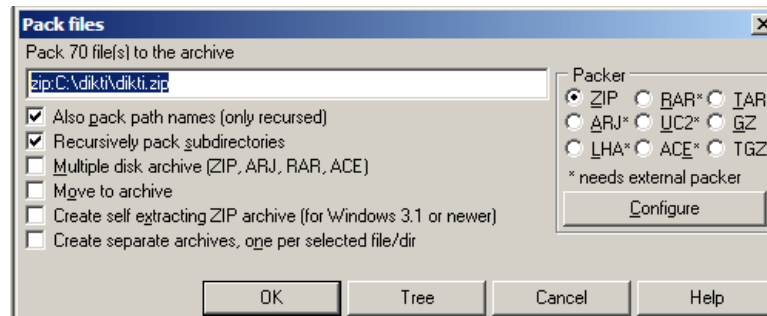 Pack files
Pack 70 file(s) to the archive
zip:C:\dikti\dikti.zip
Also pack path names (only recursed)
Recursively pack subdirectories
Multiple disk archive (ZIP, ARJ, RAR, ACE)
Move to archive
Create self extracting ZIP archive (for Windows 3.1 or newer)
Create separate archives, one per selected file/dir
Packer
ZIP RAR* TAR
ARJ* UC2* GZ
LHA* ACE* TGZ
* needs external packer
Configure
OK Tree Cancel Help